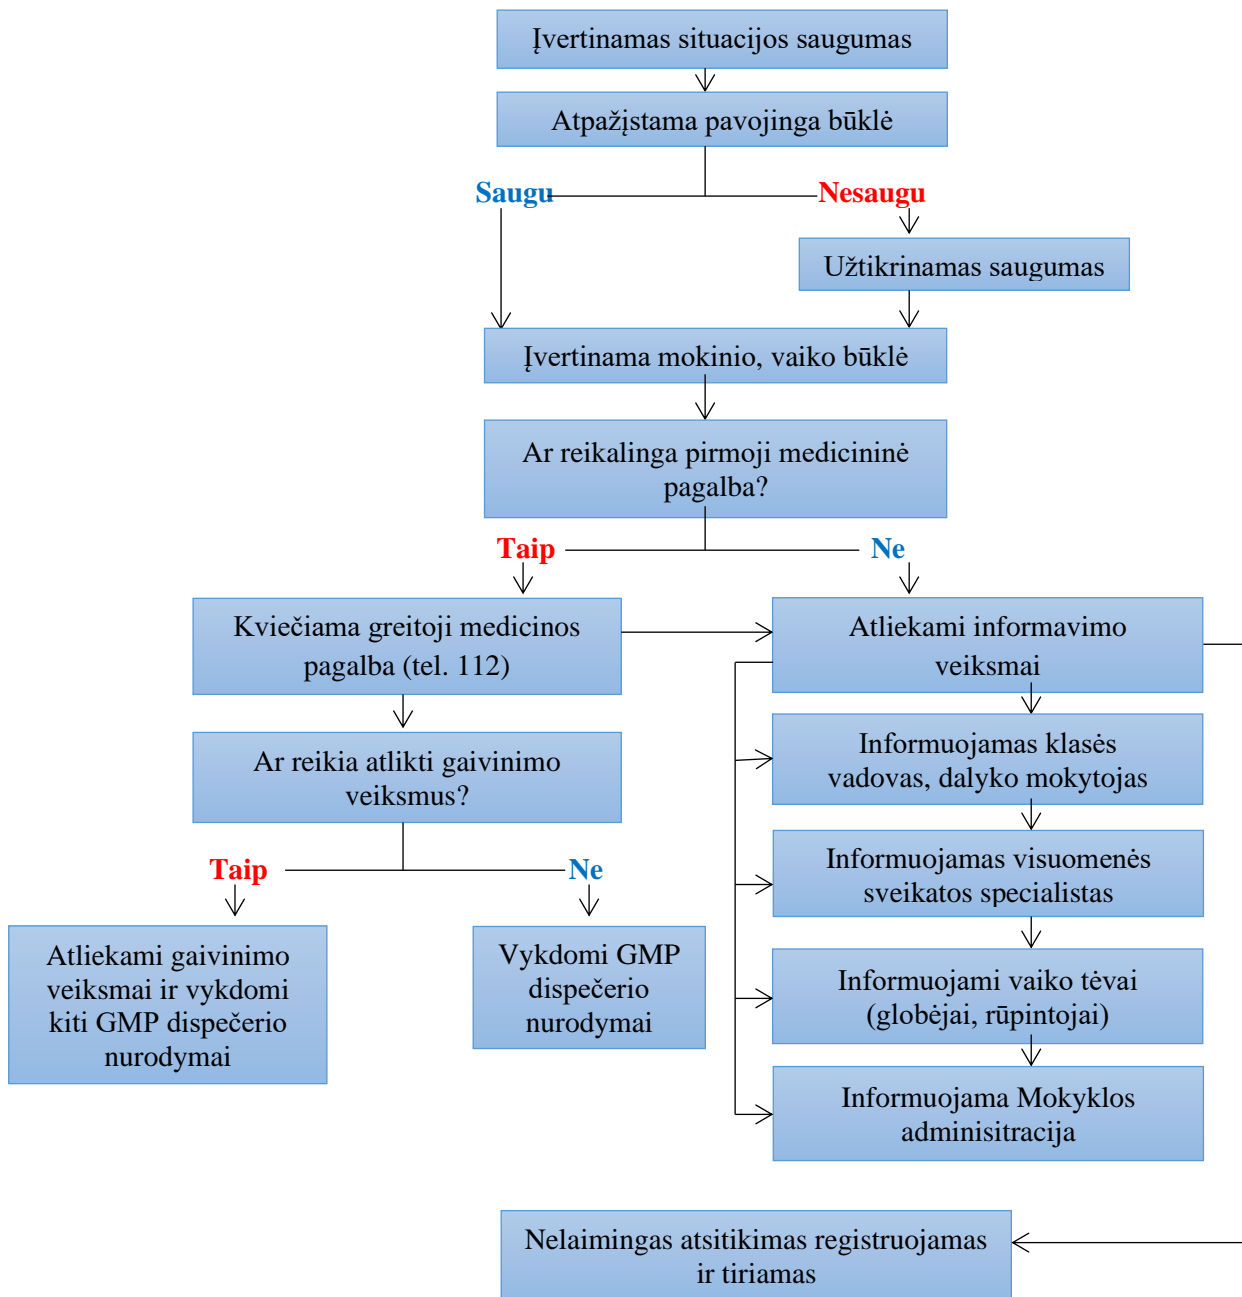 Įvertinamas situacijos saugumas
Atpažįstama pavojinga būklė
Saugu
Nesaugu
Užtikrinamas saugumas
Įvertinama mokinio, vaiko būklė
Ar reikalinga pirmoji medicininė
pagalba?
Taip
Ne
Kviečiama greitoji medicinos
pagalba (tel. 112)
Atliekami informavimo
veiksmai
Ar reikia atlikti gaivinimo
veiksmus?
Informuojamas klasės
vadovas, dalyko mokytojas
Taip
Ne
Informuojamas visuomenės
sveikatos specialistas
Atliekami gaivinimo
veiksmai ir vykdomi
kiti GMP dispečerio
nurodymai
Vykdomi GMP
dispečerio
nurodymai
Informuojami vaiko tėvai
(globėjai, rūpintojai)
Informuojama Mokyklos
adminisitracija
Nelaimingas atsitikimas registruojamas
ir tiriamas